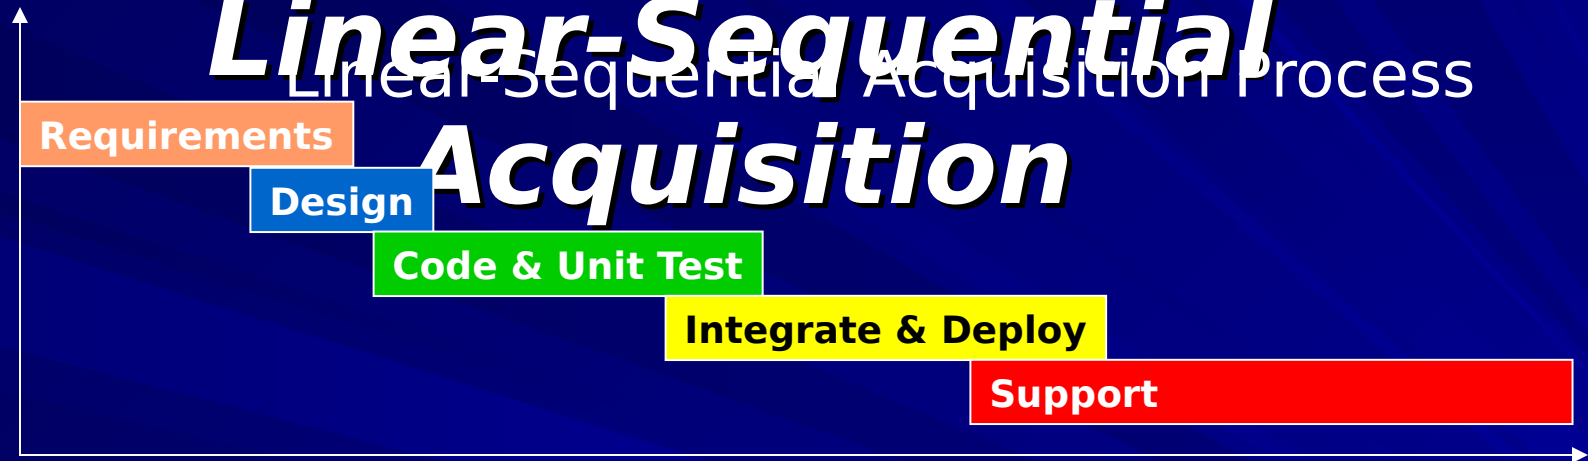 Linear-Sequential
Linear-Sequential Acquisition Process
Acquisition
Requirements
Design
Code & Unit Test
Integrate & Deploy
Support